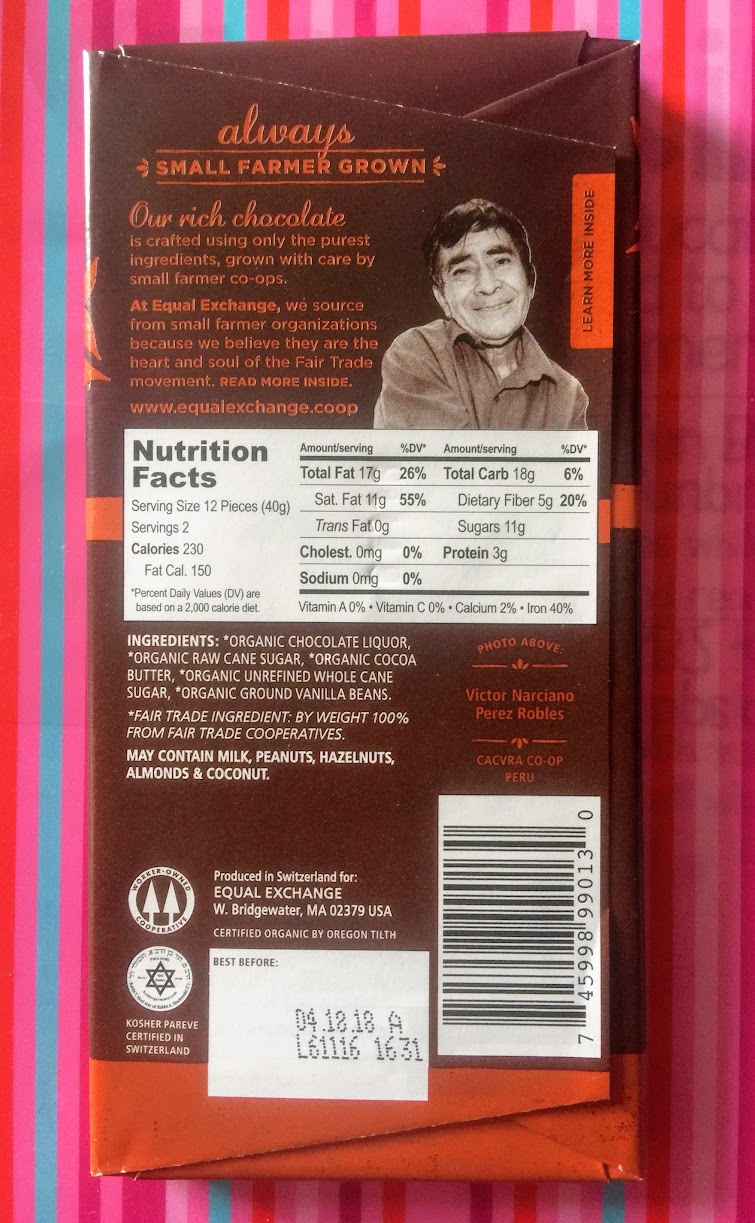 always
SMALL FARMER GROWN
Our rich chocolate
is crafted using only the purest
ingredients, grown with care by
small farmer co-ops.
At Equal Exchange, we source
from small farmer organizations
because we believe they are the
heart and soul of the Fair Trade
movement. READ MORE INSIDE.
www.equalexchange.coop
LEARN MORE INSIDE
Nutrition
Facts
Serving Size 12 Pieces (40g)
Servings 2
Calories 230
Fat Cal. 150
*Percent Daily Values (DV) are
based on a 2,000 calorie diet.
Amount/serving %DV* Amount/serving %DV*
Total Fat 17g 26% Total Carb 18g 6%
Sat. Fat 11g 55% Dietary Fiber 5g 20%
Trans Fat 0g Sugars 11g
Cholest. 0mg 0% Protein 3g
Sodium 0mg 0%
Vitamin A 0% • Vitamin C 0% • Calcium 2% • Iron 40%
INGREDIENTS: *ORGANIC CHOCOLATE LIQUOR,
*ORGANIC RAW CANE SUGAR, *ORGANIC COCOA
BUTTER, *ORGANIC UNREFINED WHOLE CANE
SUGAR, *ORGANIC GROUND VANILLA BEANS.
*FAIR TRADE INGREDIENT: BY WEIGHT 100%
FROM FAIR TRADE COOPERATIVES.
MAY CONTAIN MILK, PEANUTS, HAZELNUTS,
ALMONDS & COCONUT.
PHOTO ABOVE:
Victor Narciano
Perez Robles
CACVRA CO-OP
PERU
WORKER-OWNED
COOPERATIVE
Produced in Switzerland for:
EQUAL EXCHANGE
W. Bridgewater, MA 02379 USA
CERTIFIED ORGANIC BY OREGON TILTH
KOSHER PAREVE
CERTIFIED IN
SWITZERLAND
BEST BEFORE:
04.18.18 A
L61116 1631
7 45998 99013 0